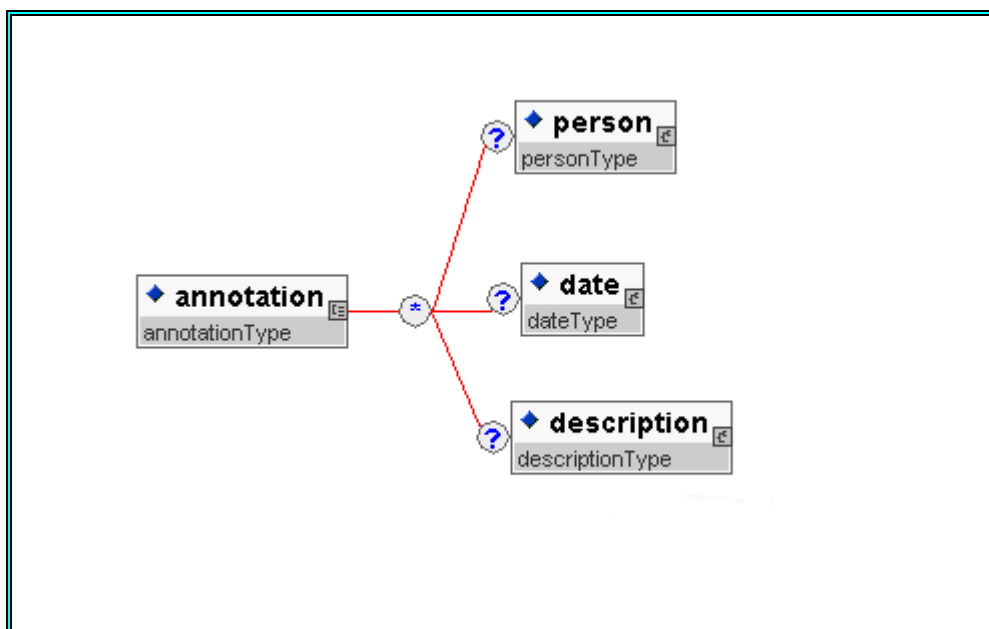 person
?
personType
date
?
dateType
annotation
*
annotationType
description
?
descriptionType